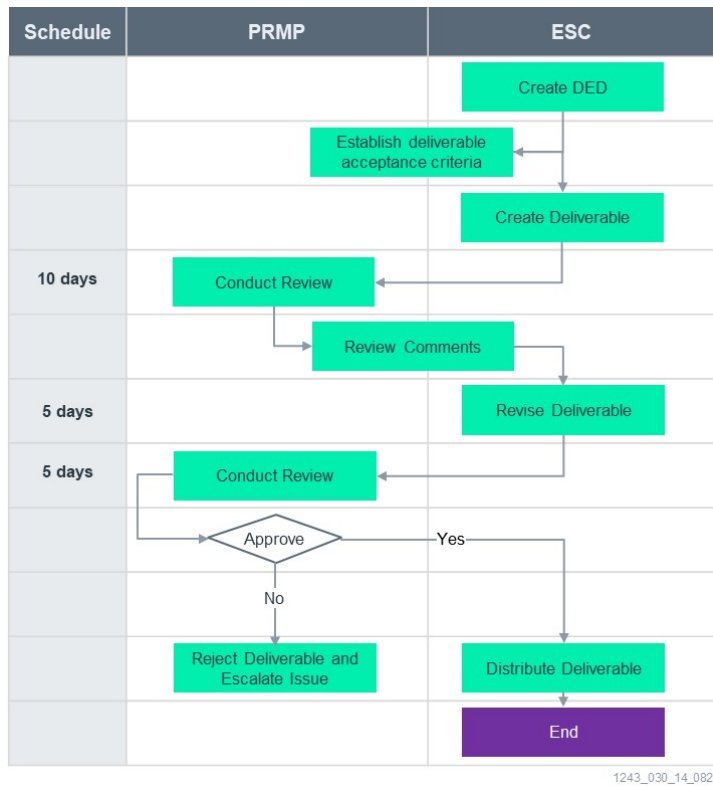 Schedule PRMP ESC
Create DED
Establish deliverable
acceptance criteria
Create Deliverable
10 days Conduct Review
Review Comments
5 days Revise Deliverable
5 days Conduct Review
Approve Yes
No
Reject Deliverable and
Escalate Issue
Distribute Deliverable
End
1243_030_14_082